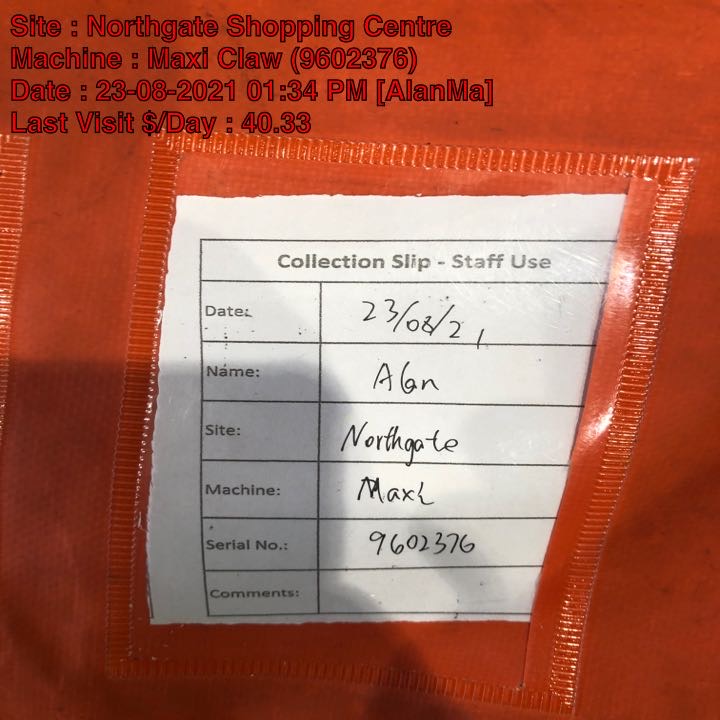 Site : Northgate Shopping Centre
Machine : Maxi Claw (9602376)
Date : 23-08-2021 01:34 PM [AlanMa]
Last Visit $/Day : 40.33
Collection Slip - Staff Use
Date: 23/08/21
Name: Alan
Site: Northgate
Machine: Maxi
Serial No.: 9602376
Comments: